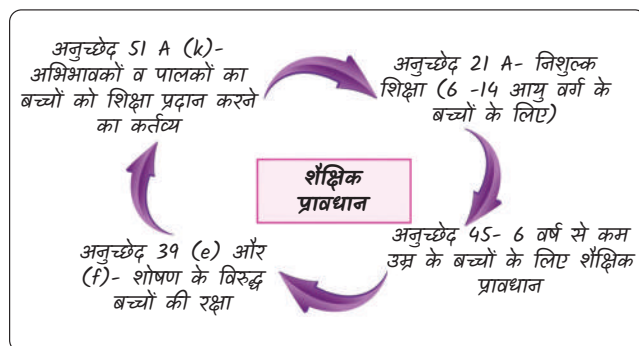 अनुच्छेद 51 A (k)-
अभिभावकों व पालकों का
बच्चों को शिक्षा प्रदान करने
का कर्तव्य
अनुच्छेद 21 A- निशुल्क
शिक्षा (6 -14 आयु वर्ग के
बच्चों के लिए)
शैक्षिक
प्रावधान
अनुच्छेद 45- 6 वर्ष से कम
उम्र के बच्चों के लिए शैक्षिक
प्रावधान
अनुच्छेद 39 (e) और
(f)- शोषण के विरुद्ध
बच्चों की रक्षा